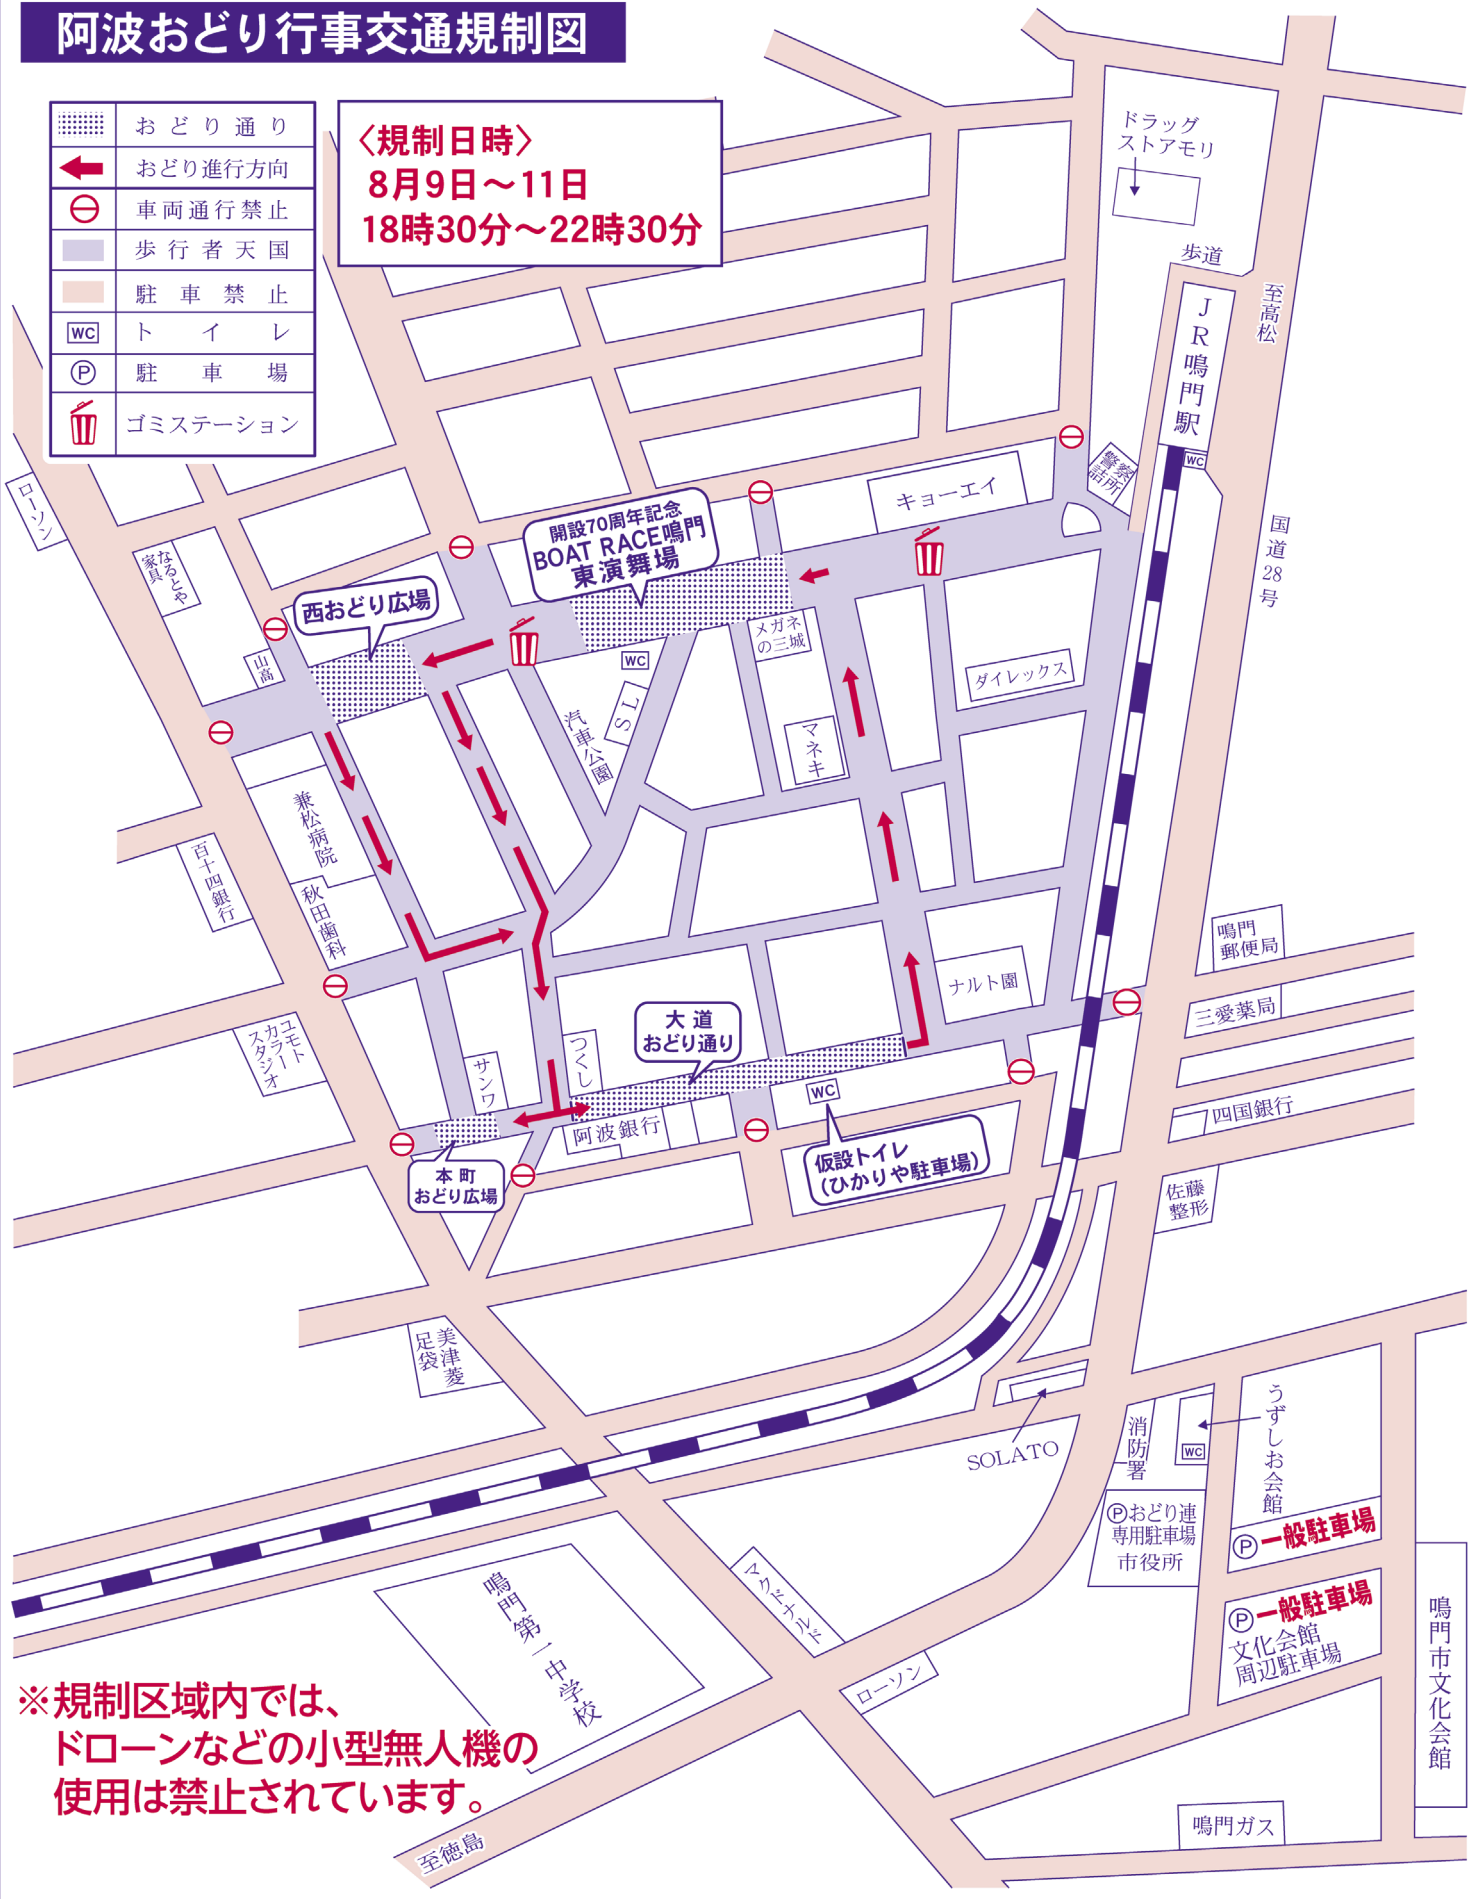 阿波おどり行事交通規制図
おどり通り
おどり進行方向
車両通行禁止
歩行者天国
駐車禁止
WC トイレ
P 駐車場
ゴミステーション
〈規制日時〉
8月9日～11日
18時30分～22時30分
ドラッグ
ストアモリ
歩道
至高松
JR鳴門駅
WC
警察
詰所
国道28号
キョーエイ
開設70周年記念
BOAT RACE鳴門
東演舞場
西おどり広場
ローソン
なるとや
家具
山高
WC
SL
汽車公園
メガネ
の三城
マネキ
ダイレックス
兼松病院
秋田歯科
百十四銀行
ナルト園
鳴門
郵便局
三愛薬局
四国銀行
佐藤
整形
ユモト
カラー
スタジオ
サンワ
つくし
大道
おどり通り
阿波銀行
WC
仮設トイレ
(ひかりや駐車場)
本町
おどり広場
美津菱
足袋
SOLATO
消防署
WC
うずしお会館
Pおどり連
専用駐車場
市役所
P一般駐車場
P一般駐車場
文化会館
周辺駐車場
鳴門市文化会館
鳴門第一中学校
マクドナルド
ローソン
鳴門ガス
至徳島
※規制区域内では、
ドローンなどの小型無人機の
使用は禁止されています。